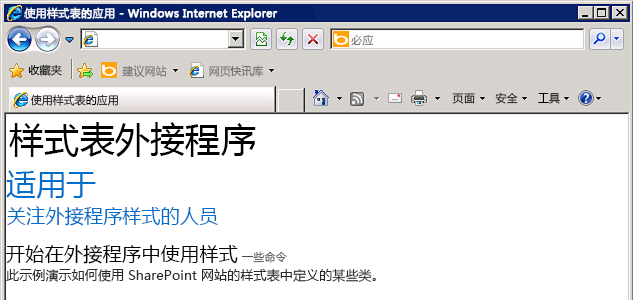 使用样式表的应用 - Windows Internet Explorer
必应
收藏夹 建议网站 网页快讯库
使用样式表的应用 页面 安全 工具
样式表外接程序
适用于
关注外接程序样式的人员
开始在外接程序中使用样式 一些命令
此示例演示如何使用 SharePoint 网站的样式表中定义的某些类。